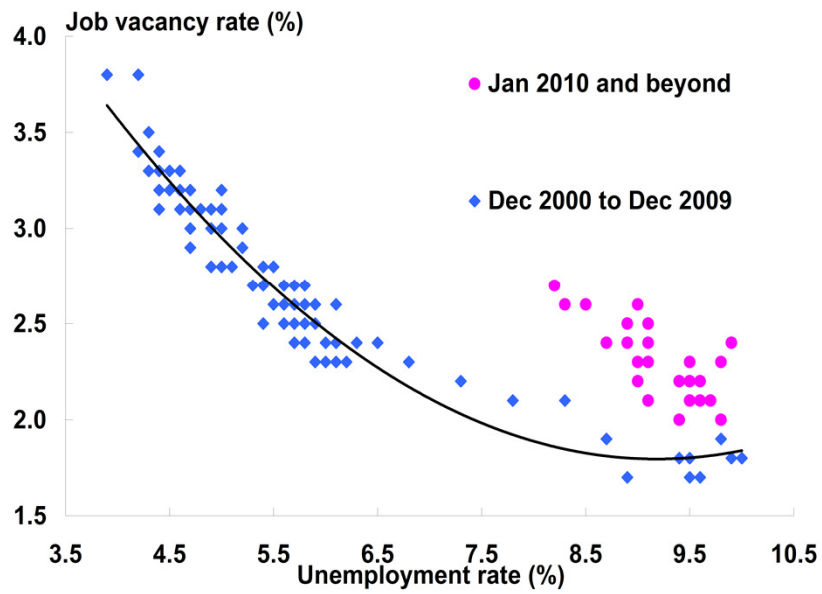 Job vacancy rate (%)
4.0
3.5
3.0
2.5
2.0
1.5
Jan 2010 and beyond
Dec 2000 to Dec 2009
3.5 4.5 5.5 6.5 7.5 8.5 9.5 10.5
Unemployment rate (%)